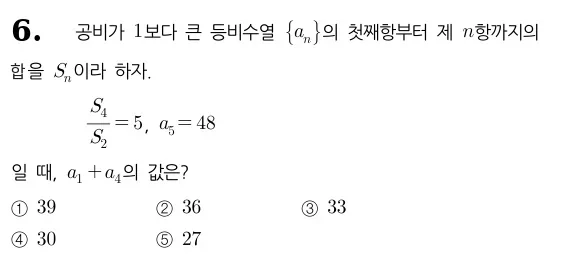 6. 공비가 1보다 큰 등비수열 {aₙ}의 첫째항부터 제 n항까지의
합을 Sₙ이라 하자.
S₄/S₂ = 5, a₅ = 48
일 때, a₁ + a₄의 값은?
① 39 ② 36 ③ 33
④ 30 ⑤ 27